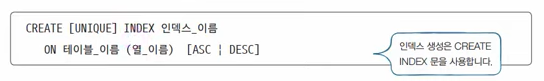 CREATE [UNIQUE] INDEX 인덱스_이름
ON 테이블_이름 (열_이름) [ASC ¦ DESC]
인덱스 생성은 CREATE
INDEX 문을 사용합니다.